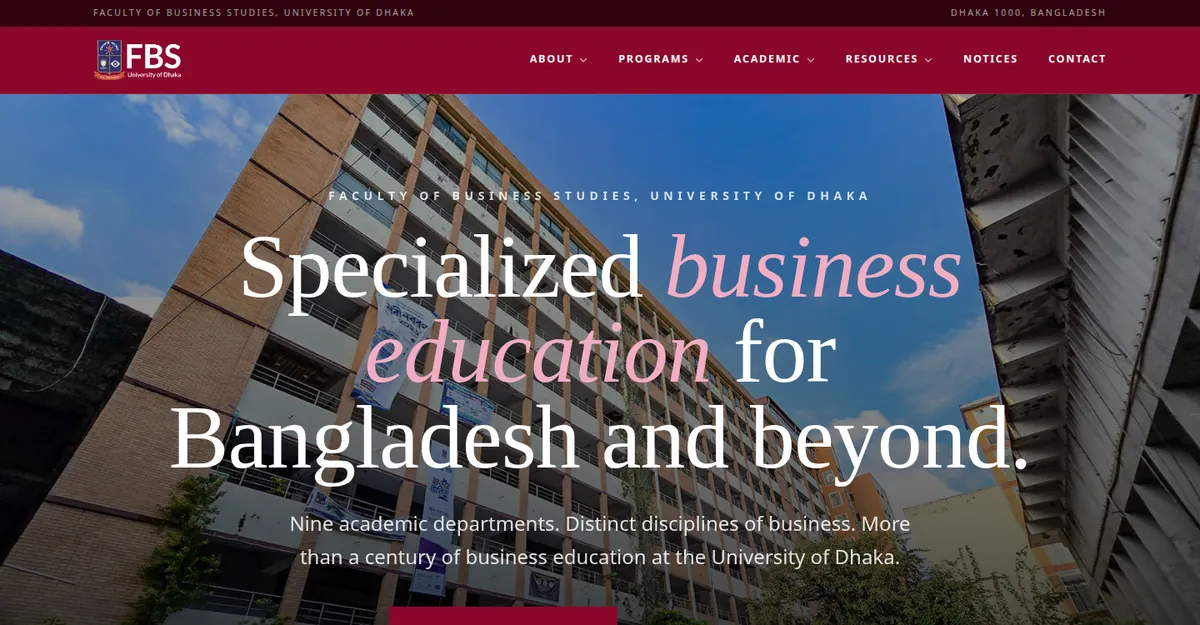 FACULTY OF BUSINESS STUDIES, UNIVERSITY OF DHAKA
DHAKA 1000, BANGLADESH
FBS
University of Dhaka
ABOUT
PROGRAMS
ACADEMIC
RESOURCES
NOTICES
CONTACT
FACULTY OF BUSINESS STUDIES, UNIVERSITY OF DHAKA
Specialized business
education for
Bangladesh and beyond.
Nine academic departments. Distinct disciplines of business. More
than a century of business education at the University of Dhaka.